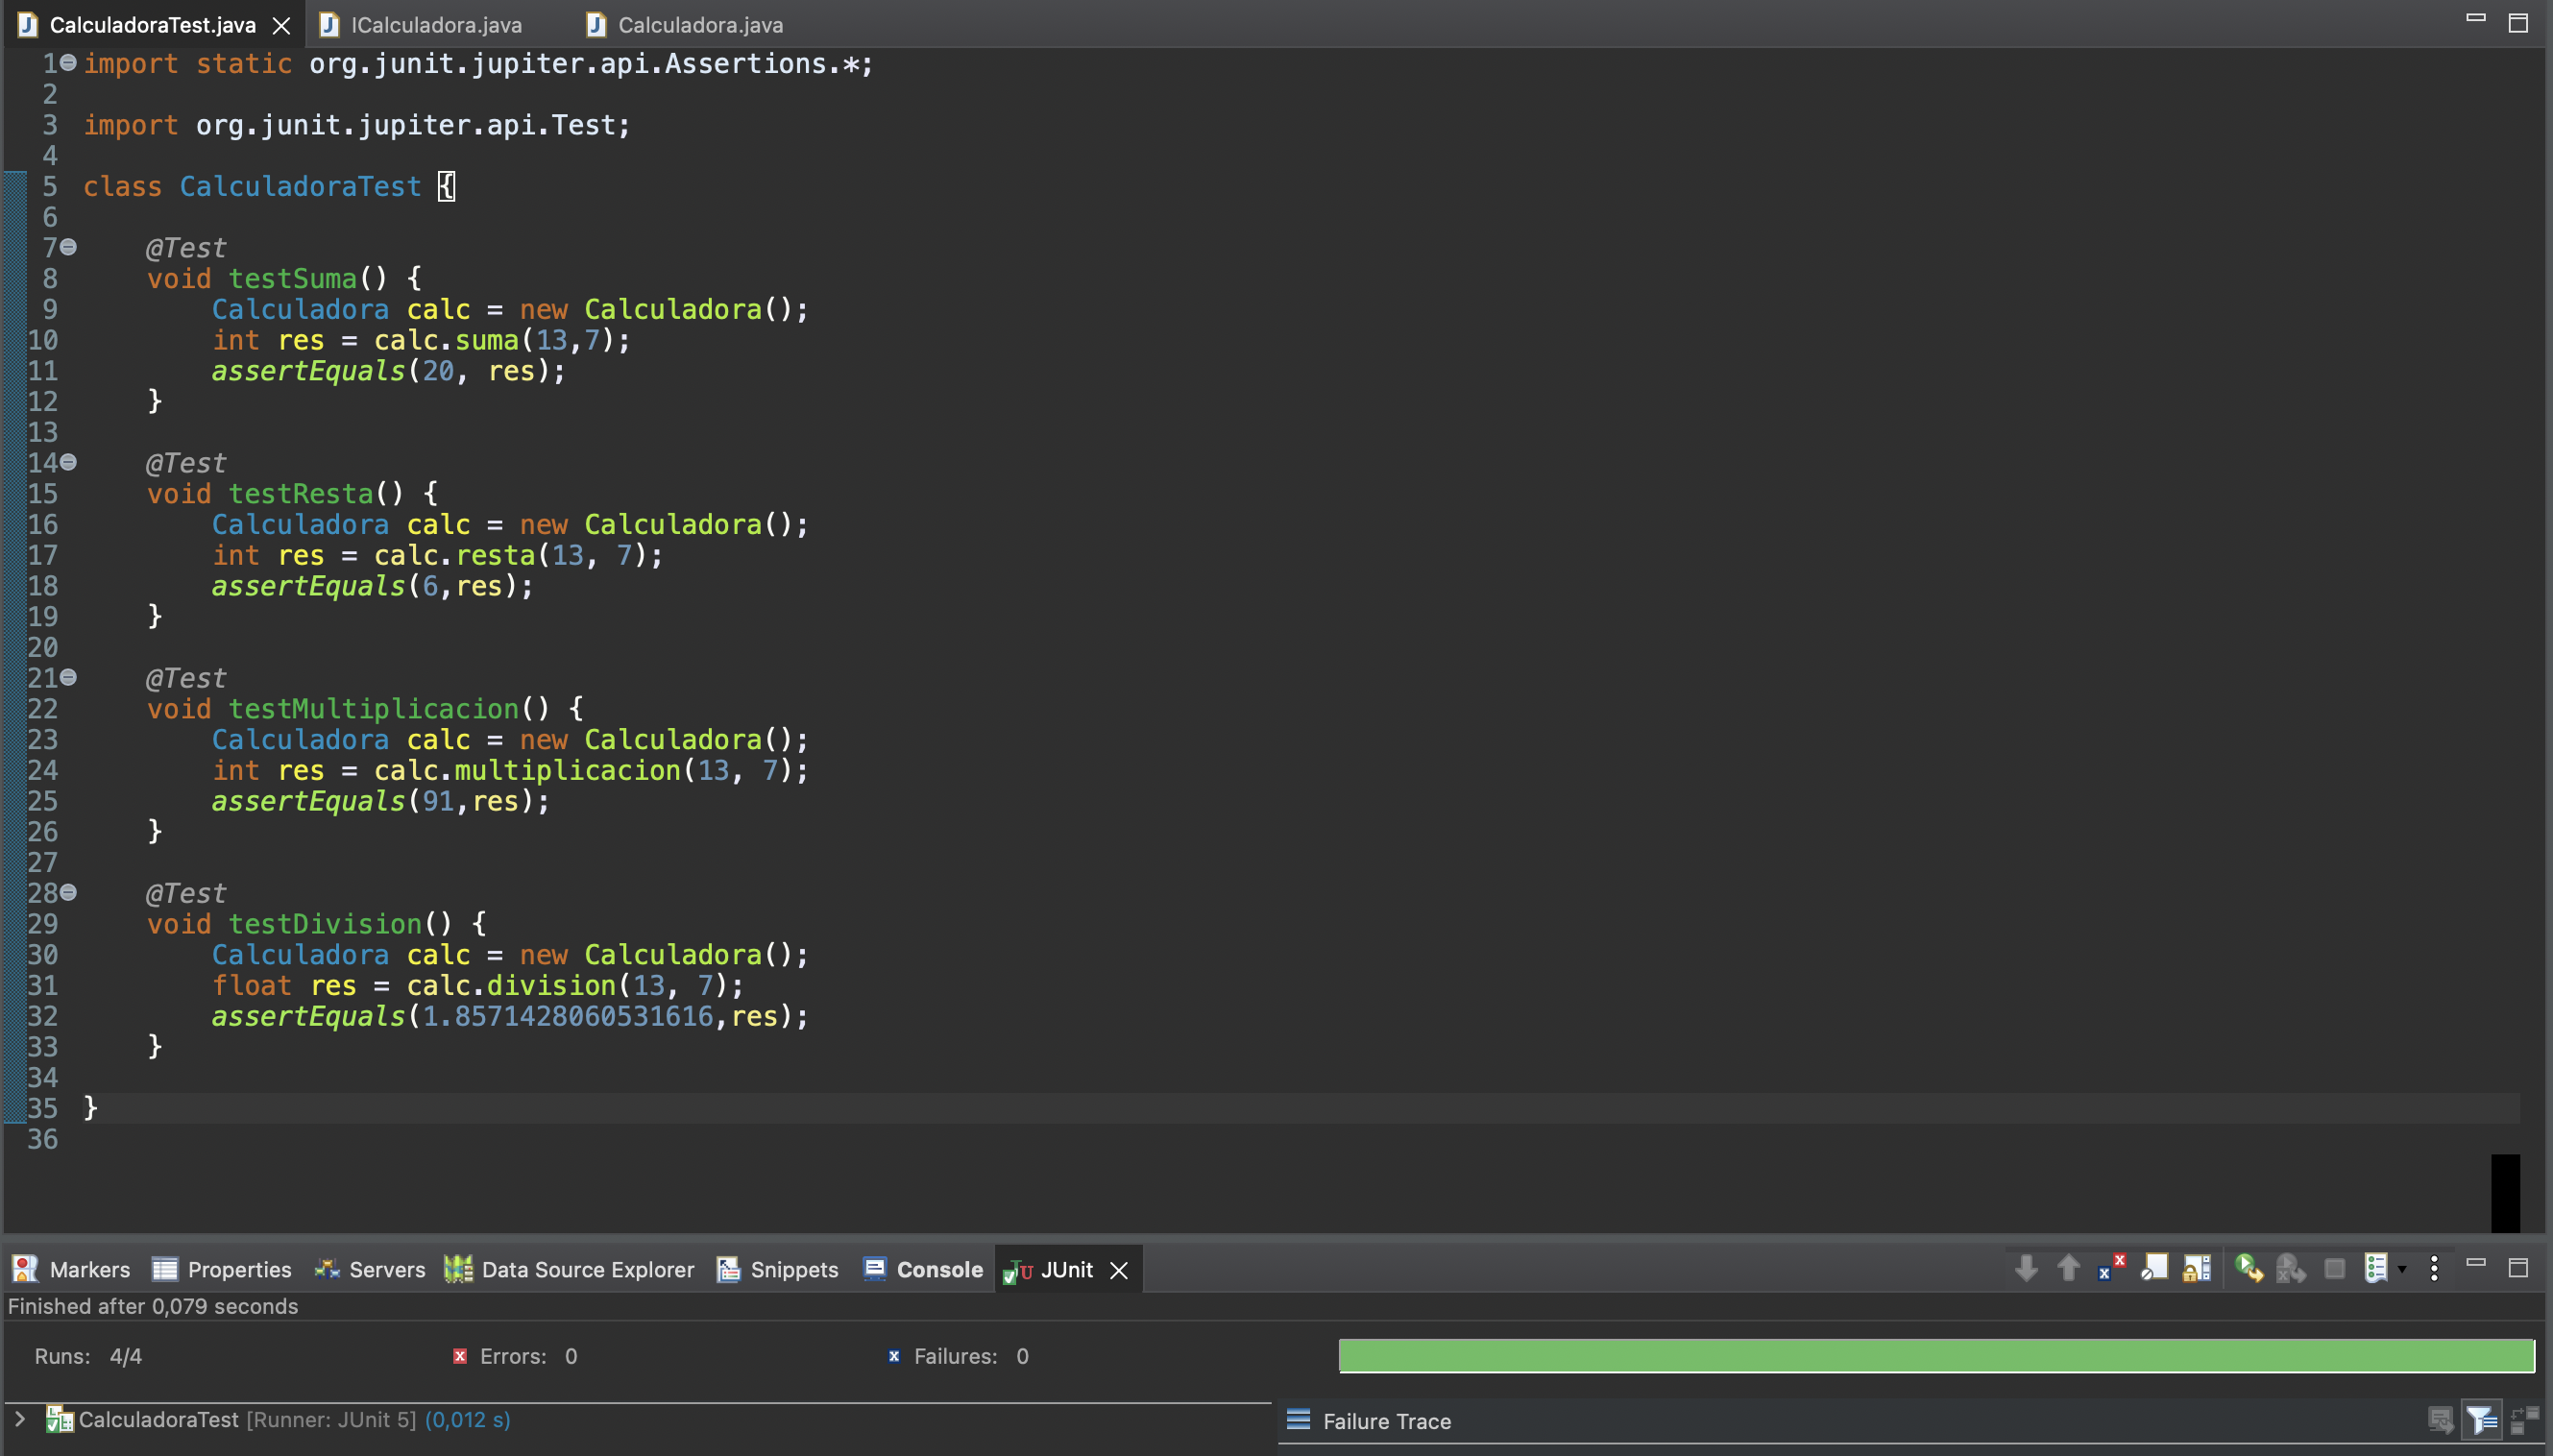 CalculadoraTest.java ICalculadora.java Calculadora.java
1 import static org.junit.jupiter.api.Assertions.*;
2
3 import org.junit.jupiter.api.Test;
4
5 class CalculadoraTest {
6
7 @Test
8 void testSuma() {
9 Calculadora calc = new Calculadora();
10 int res = calc.suma(13,7);
11 assertEquals(20, res);
12 }
13
14 @Test
15 void testResta() {
16 Calculadora calc = new Calculadora();
17 int res = calc.resta(13, 7);
18 assertEquals(6,res);
19 }
20
21 @Test
22 void testMultiplicacion() {
23 Calculadora calc = new Calculadora();
24 int res = calc.multiplicacion(13, 7);
25 assertEquals(91,res);
26 }
27
28 @Test
29 void testDivision() {
30 Calculadora calc = new Calculadora();
31 float res = calc.division(13, 7);
32 assertEquals(1.8571428060531616,res);
33 }
34
35 }
36
Markers Properties Servers Data Source Explorer Snippets Console JUnit
Finished after 0,079 seconds
Runs: 4/4 Errors: 0 Failures: 0
CalculadoraTest [Runner: JUnit 5] (0,012 s) Failure Trace